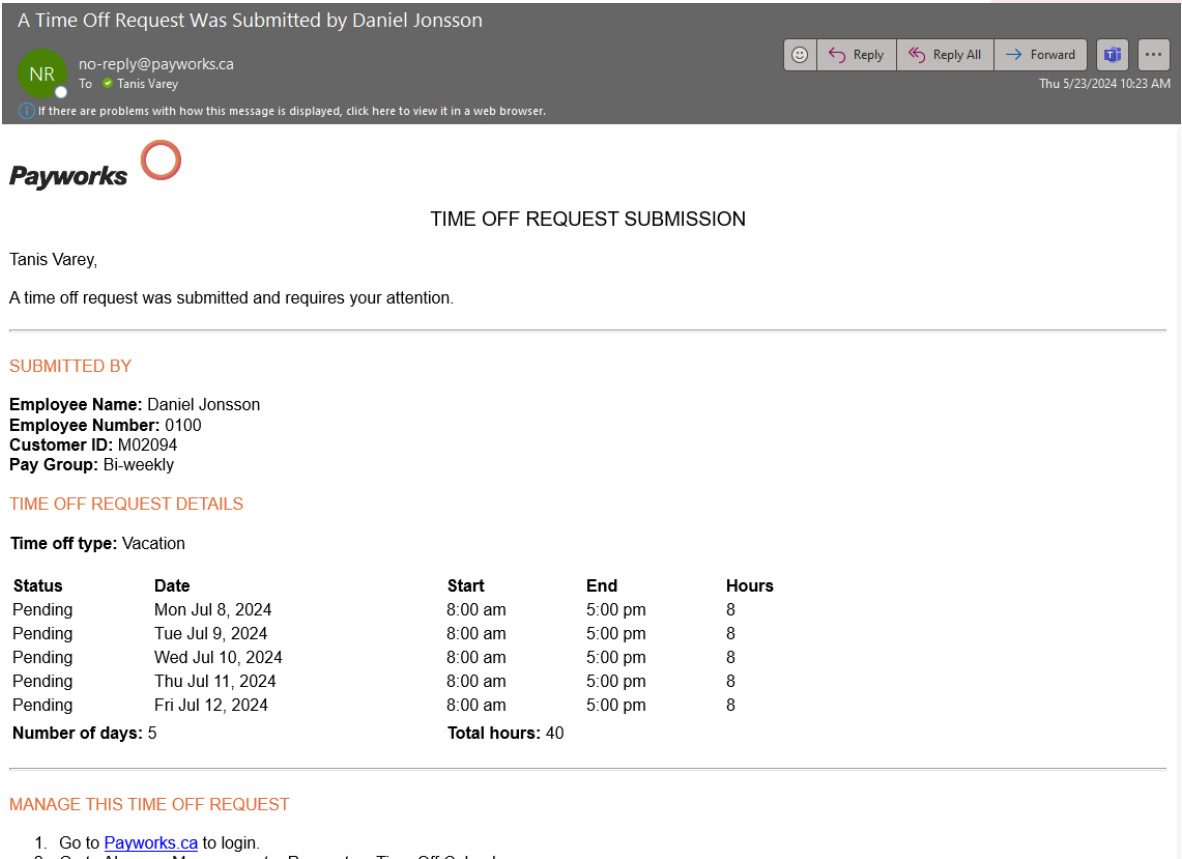 A Time Off Request Was Submitted by Daniel Jonsson
NR
no-reply@payworks.ca
To Tanis Varey
Reply
Reply All
Forward
Thu 5/23/2024 10:23 AM
If there are problems with how this message is displayed, click here to view it in a web browser.
Payworks
TIME OFF REQUEST SUBMISSION
Tanis Varey,
A time off request was submitted and requires your attention.
SUBMITTED BY
Employee Name: Daniel Jonsson
Employee Number: 0100
Customer ID: M02094
Pay Group: Bi-weekly
TIME OFF REQUEST DETAILS
Time off type: Vacation
Status Date Start End Hours
Pending Mon Jul 8, 2024 8:00 am 5:00 pm 8
Pending Tue Jul 9, 2024 8:00 am 5:00 pm 8
Pending Wed Jul 10, 2024 8:00 am 5:00 pm 8
Pending Thu Jul 11, 2024 8:00 am 5:00 pm 8
Pending Fri Jul 12, 2024 8:00 am 5:00 pm 8
Number of days: 5 Total hours: 40
MANAGE THIS TIME OFF REQUEST
1. Go to Payworks.ca to login.